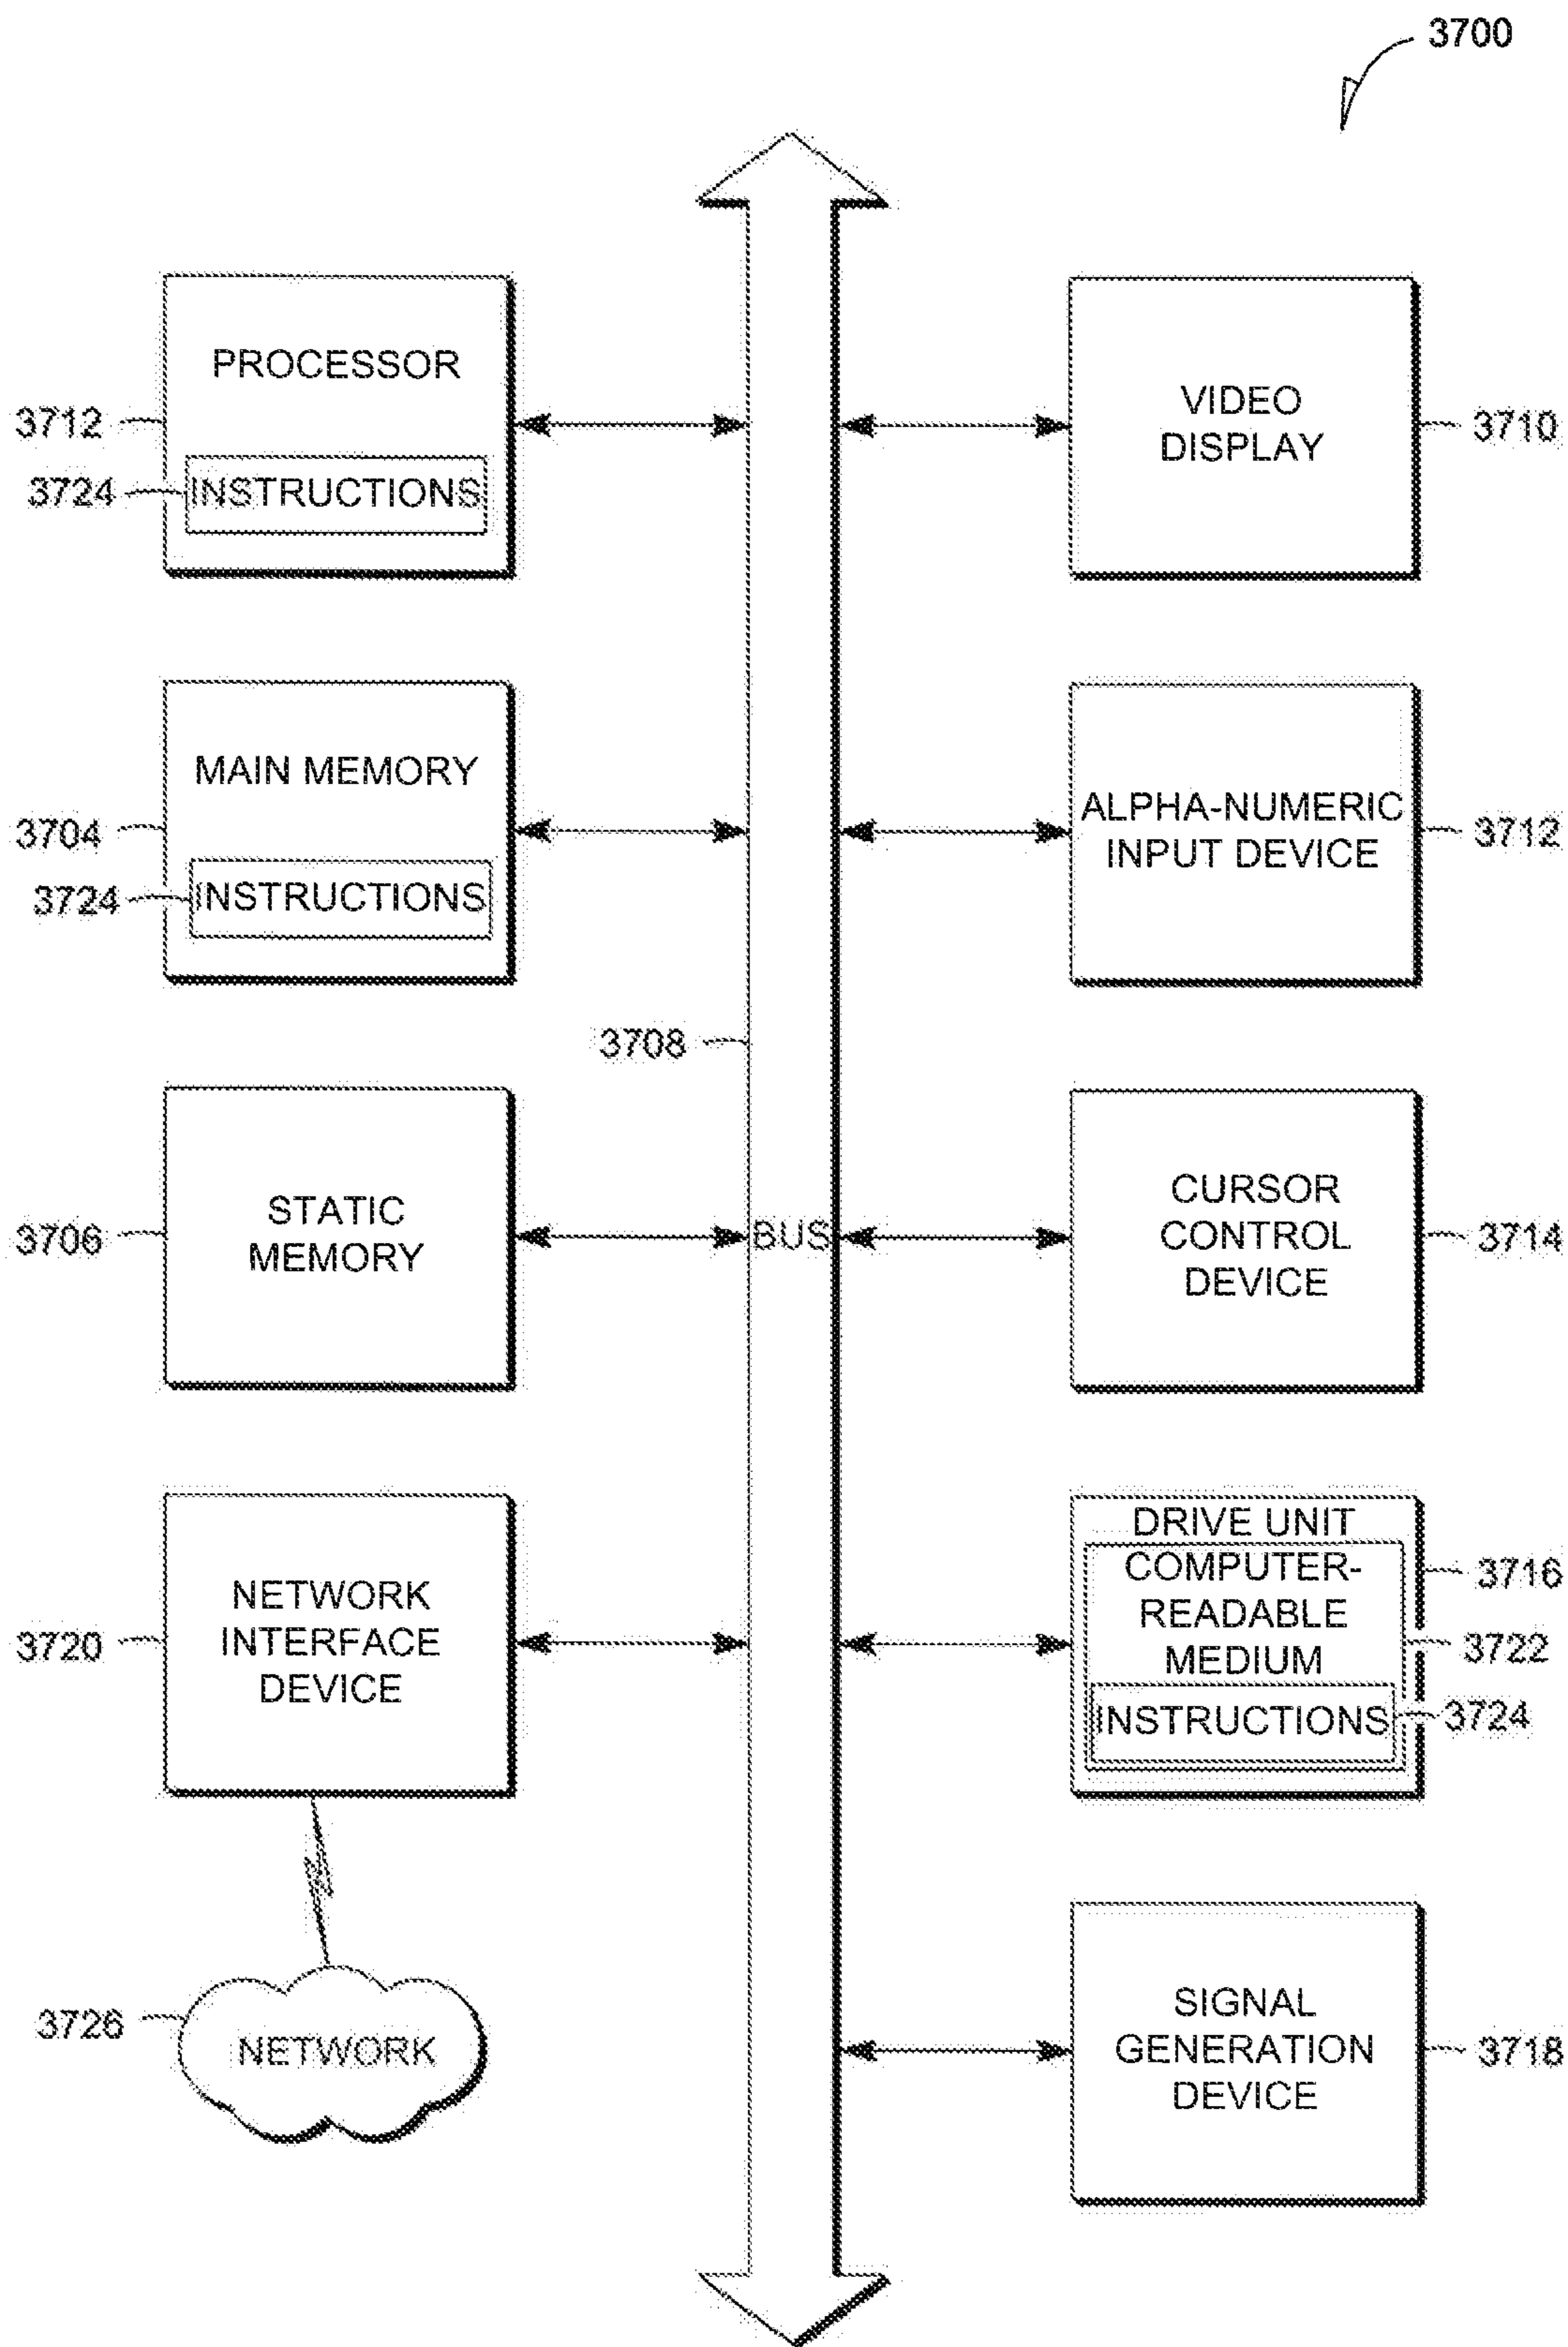 3700
PROCESSOR
3712
3724
INSTRUCTIONS
VIDEO
DISPLAY
3710
MAIN MEMORY
3704
3724
INSTRUCTIONS
ALPHA-NUMERIC
INPUT DEVICE
3712
3708
STATIC
MEMORY
3706
BUS
CURSOR
CONTROL
DEVICE
3714
NETWORK
INTERFACE
DEVICE
3720
DRIVE UNIT
COMPUTER-
READABLE
MEDIUM
INSTRUCTIONS
3716
3722
3724
3726
NETWORK
SIGNAL
GENERATION
DEVICE
3718